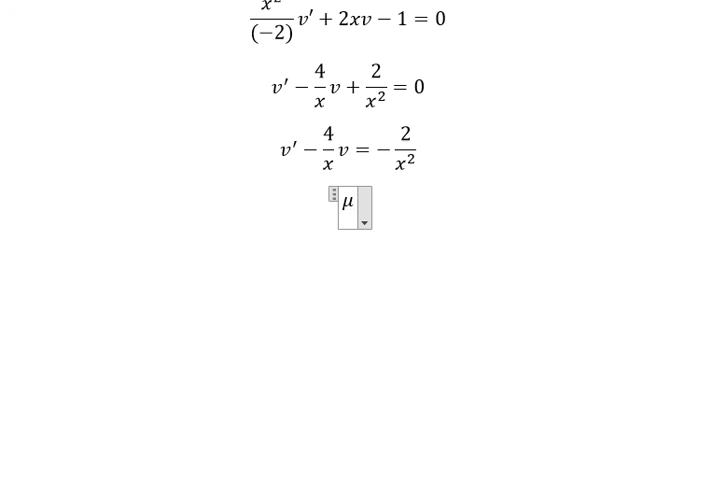 x²/(−2) v′ + 2xv − 1 = 0
v′ − 4/x v + 2/x² = 0
v′ − 4/x v = − 2/x²
μ